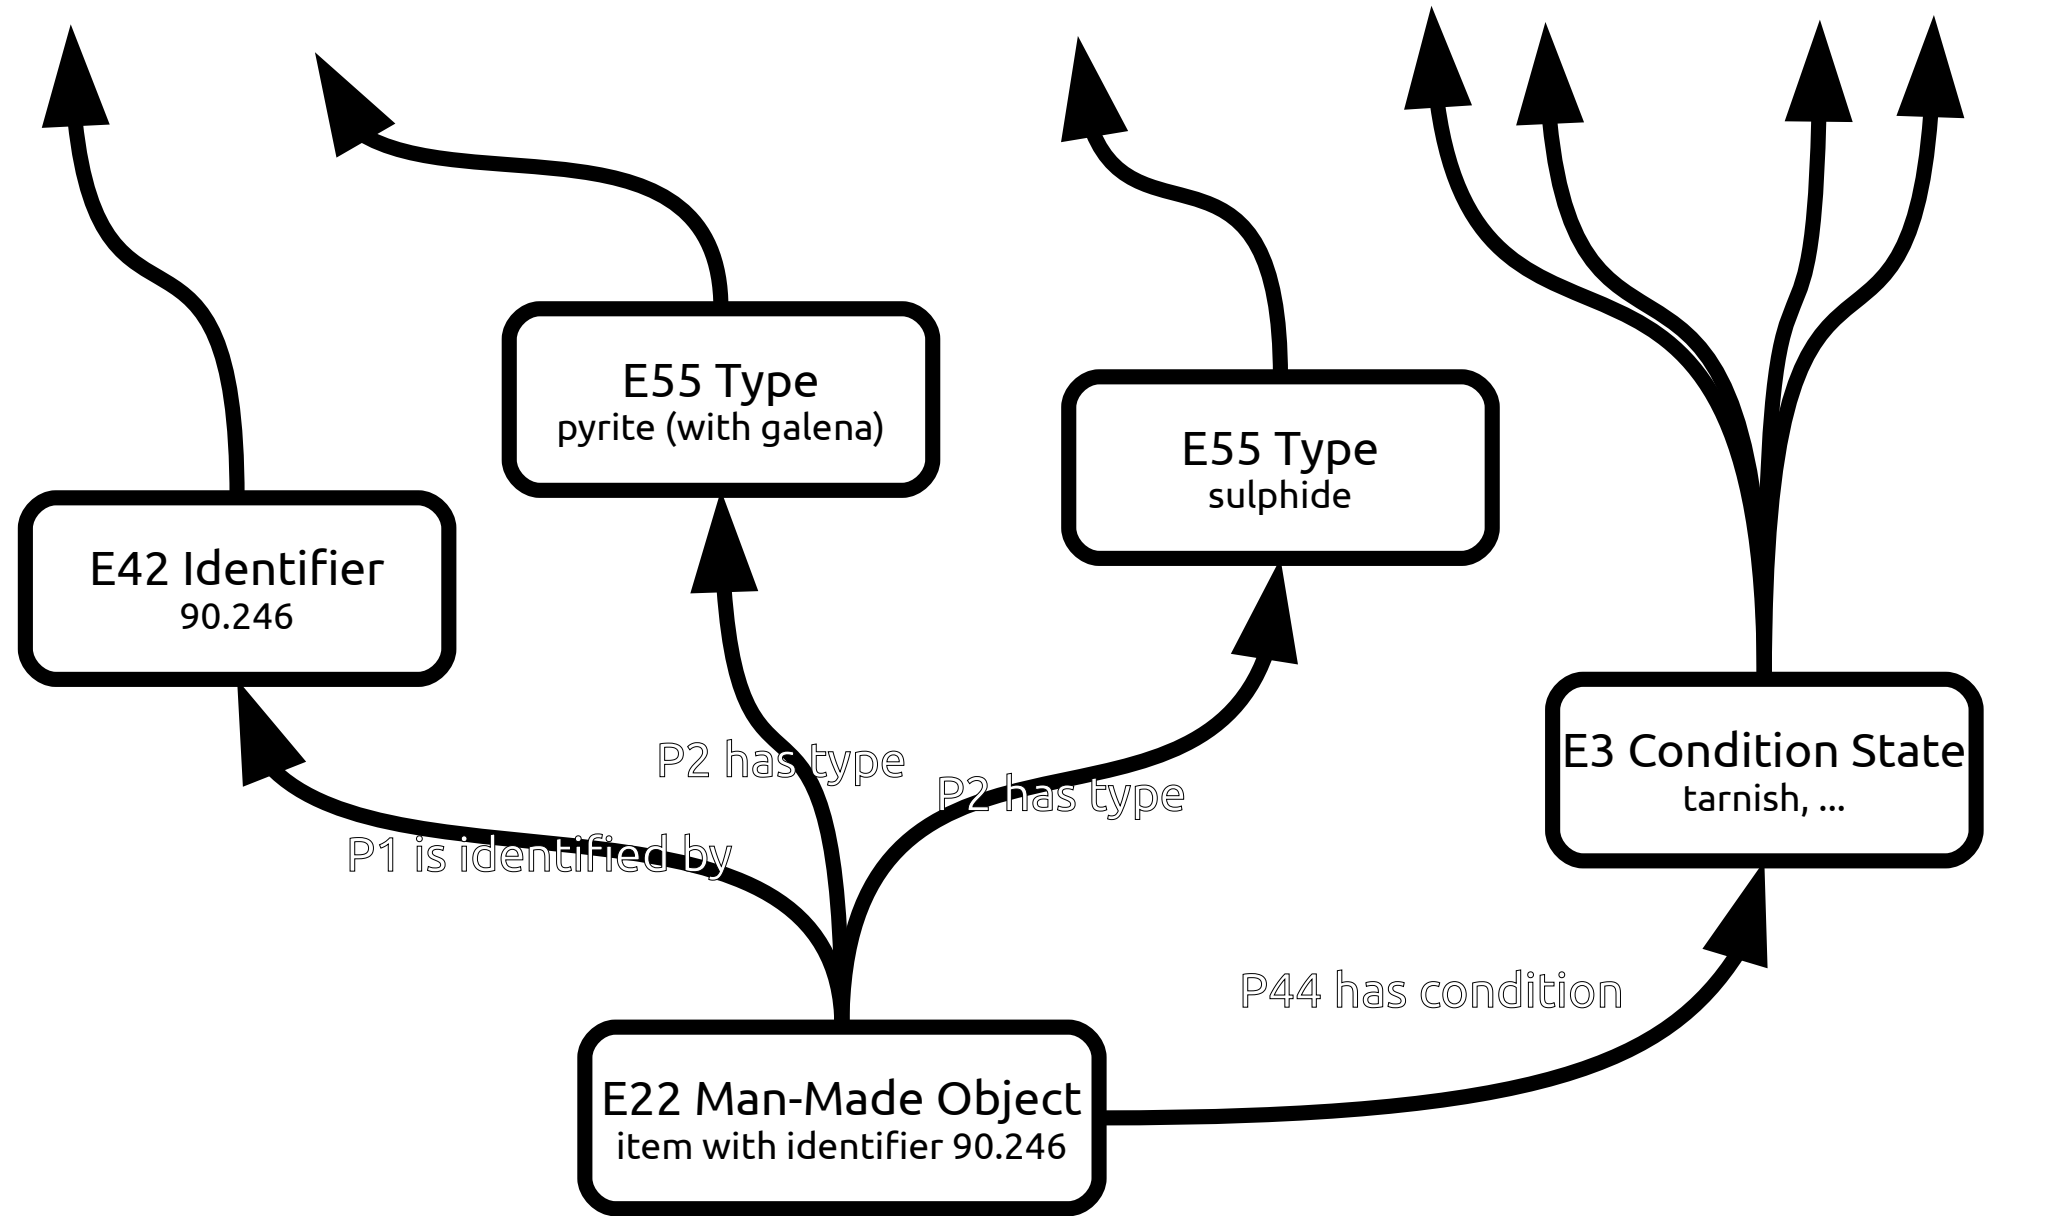 E55 Type
pyrite (with galena)
E55 Type
sulphide
E42 Identifier
90.246
P2 has type
P2 has type
E3 Condition State
tarnish, ...
P1 is identified by
P44 has condition
E22 Man-Made Object
item with identifier 90.246